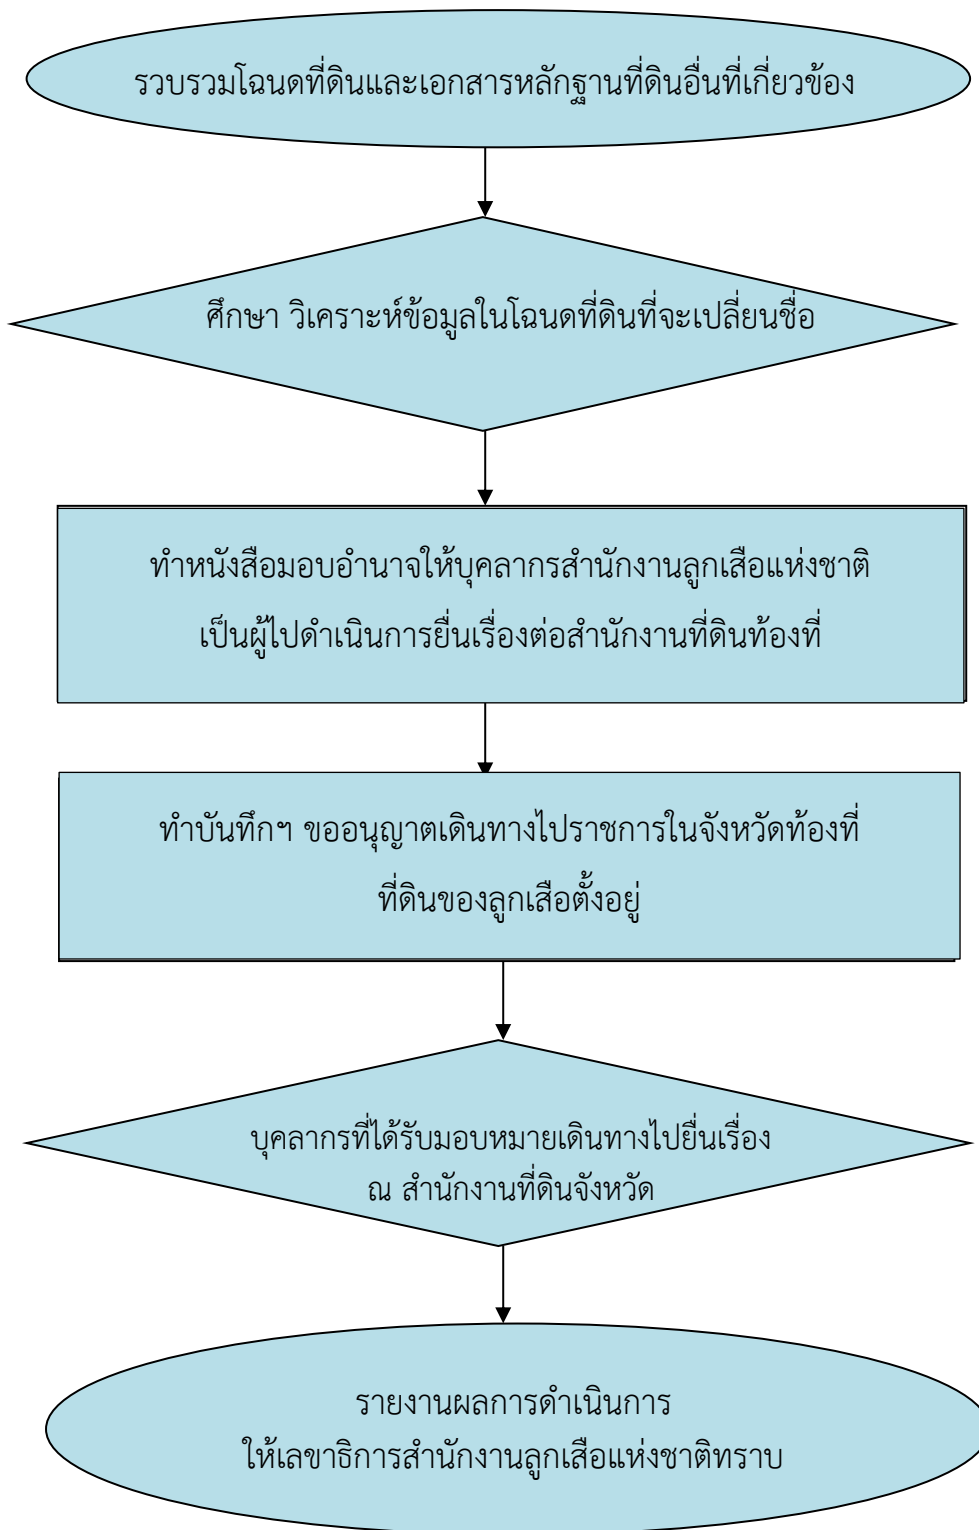 รวบรวมโฉนดที่ดินและเอกสารหลักฐานที่ดินอื่นที่เกี่ยวข้อง
ศึกษา วิเคราะห์ข้อมูลในโฉนดที่ดินที่จะเปลี่ยนชื่อ
ทำหนังสือมอบอำนาจให้บุคลากรสำนักงานลูกเสือแห่งชาติ
เป็นผู้ไปดำเนินการยื่นเรื่องต่อสำนักงานที่ดินท้องที่
ทำบันทึกฯ ขออนุญาตเดินทางไปราชการในจังหวัดท้องที่
ที่ดินของลูกเสือตั้งอยู่
บุคลากรที่ได้รับมอบหมายเดินทางไปยื่นเรื่อง
ณ สำนักงานที่ดินจังหวัด
รายงานผลการดำเนินการ
ให้เลขาธิการสำนักงานลูกเสือแห่งชาติทราบ